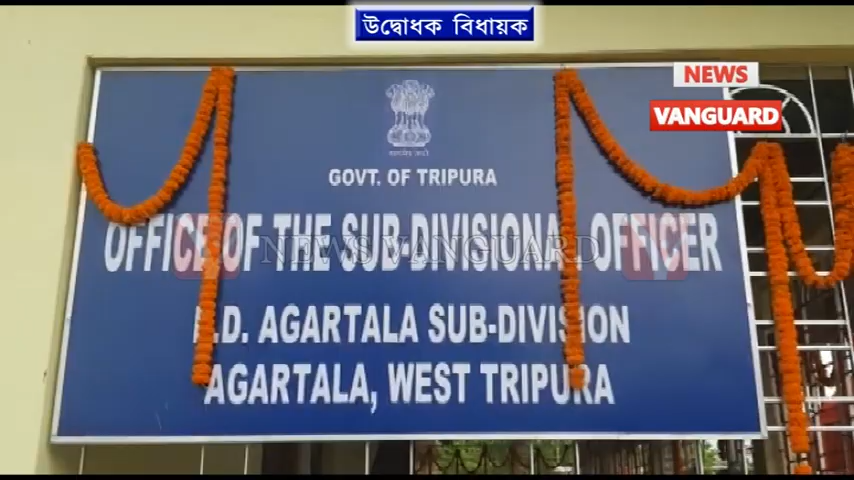 উদ্বোধক বিধায়ক
NEWS
VANGUARD
GOVT. OF TRIPURA
OFFICE OF THE SUB-DIVISIONAL OFFICER
NEWS VANGUARD
AGARTALA SUB-DIVISION
AGARTALA, WEST TRIPURA